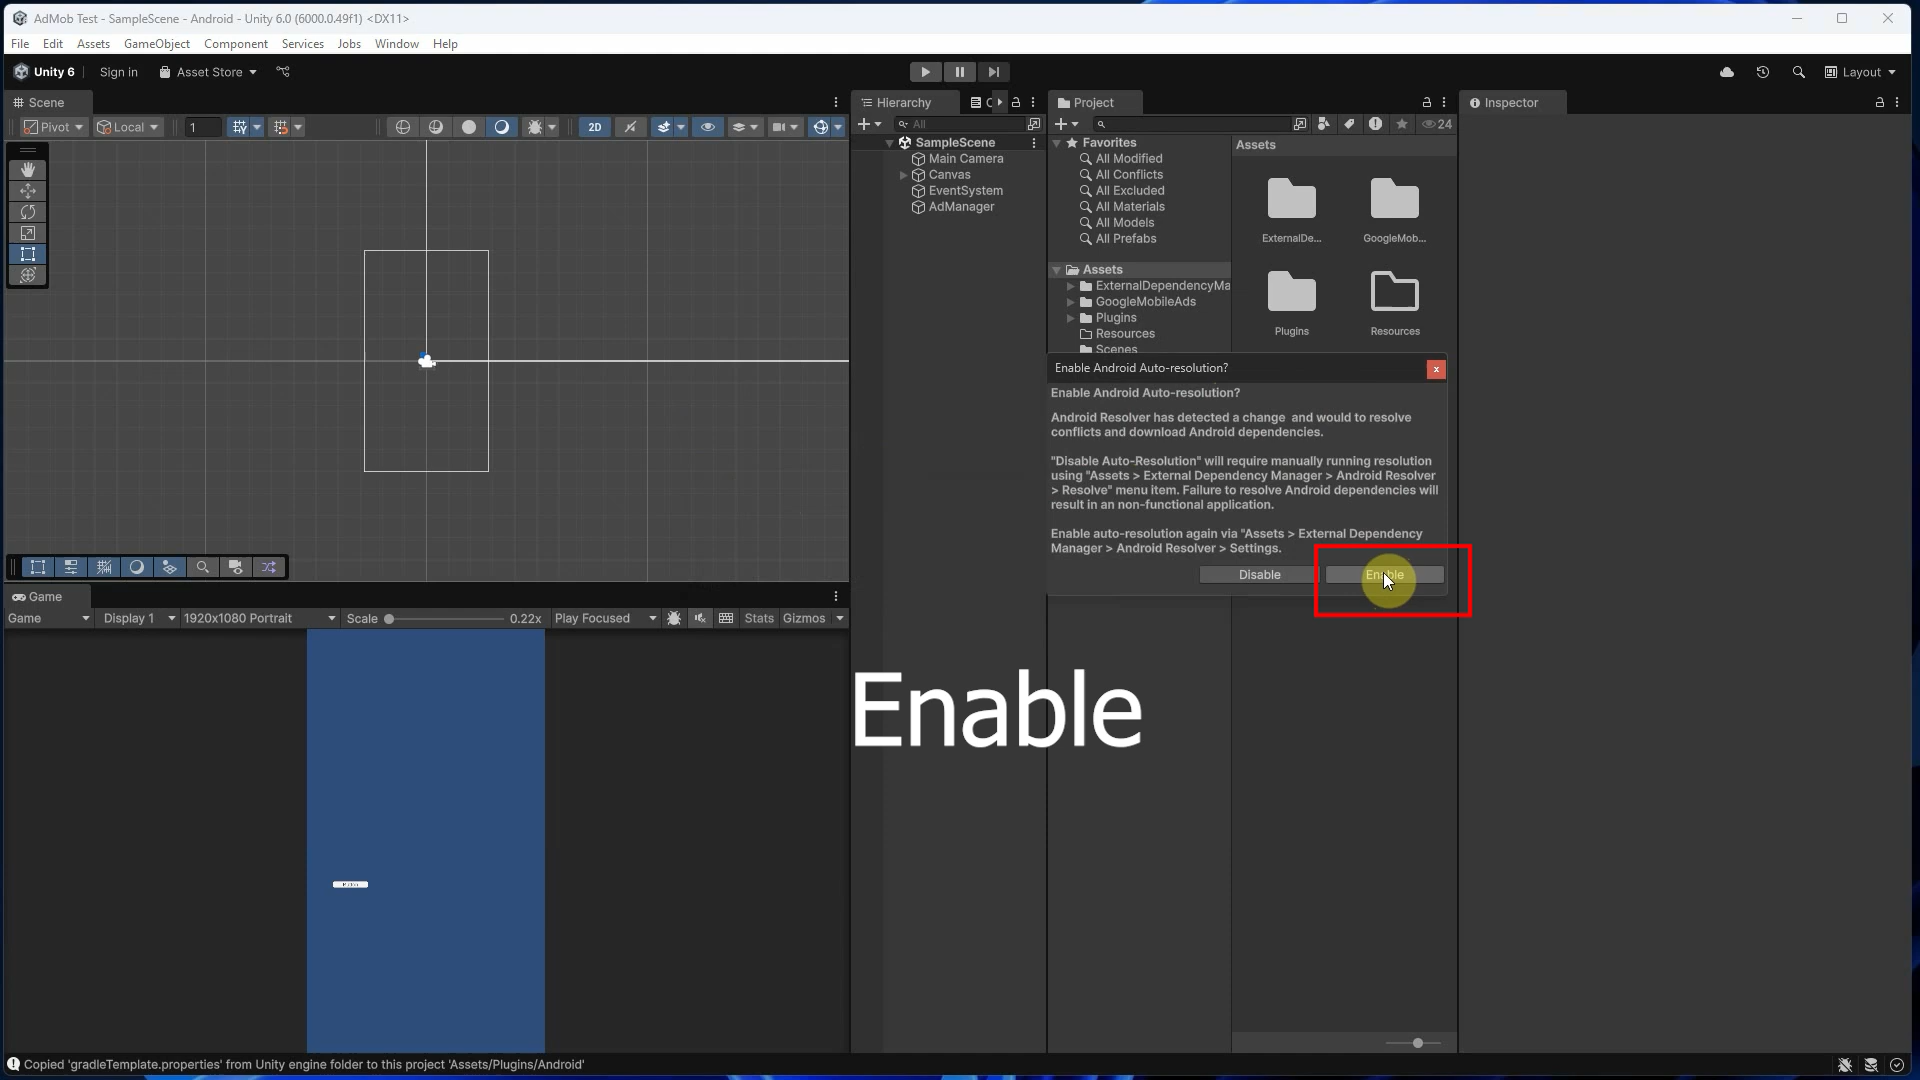 AdMob Test - SampleScene - Android - Unity 6.0 (6000.0.49f1) <DX11>
File Edit Assets GameObject Component Services Jobs Window Help
Unity 6 Sign in Asset Store Layout
Scene
Pivot Local 1 2D
Game
Game Display 1 1920x1080 Portrait Scale 0.22x Play Focused Stats Gizmos
Hierarchy
All
SampleScene
Main Camera
Canvas
EventSystem
AdManager
Project
24
Favorites
All Modified
All Conflicts
All Excluded
All Materials
All Models
All Prefabs
Assets
ExternalDependencyMa
GoogleMobileAds
Plugins
Resources
Scenes
Assets
ExternalDe... GoogleMob...
Plugins Resources
Inspector
Enable Android Auto-resolution? x
Enable Android Auto-resolution?
Android Resolver has detected a change and would to resolve
conflicts and download Android dependencies.
"Disable Auto-Resolution" will require manually running resolution
using "Assets > External Dependency Manager > Android Resolver
> Resolve" menu item. Failure to resolve Android dependencies will
result in an non-functional application.
Enable auto-resolution again via "Assets > External Dependency
Manager > Android Resolver > Settings.
Disable Enable
Enable
Copied 'gradleTemplate.properties' from Unity engine folder to this project 'Assets/Plugins/Android'